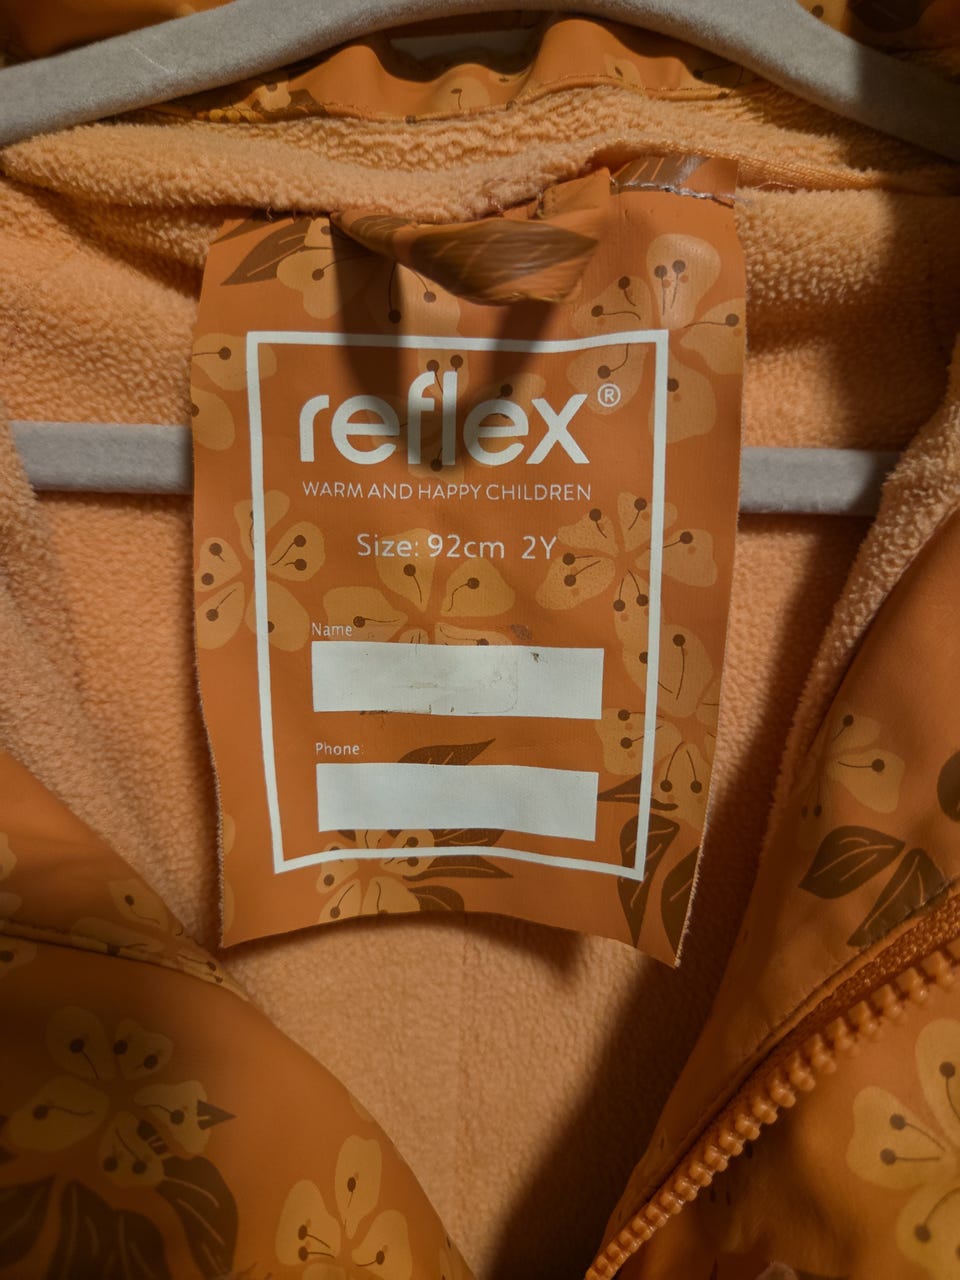 reflex®
WARM AND HAPPY CHILDREN
Size: 92cm 2Y
Name
Phone: